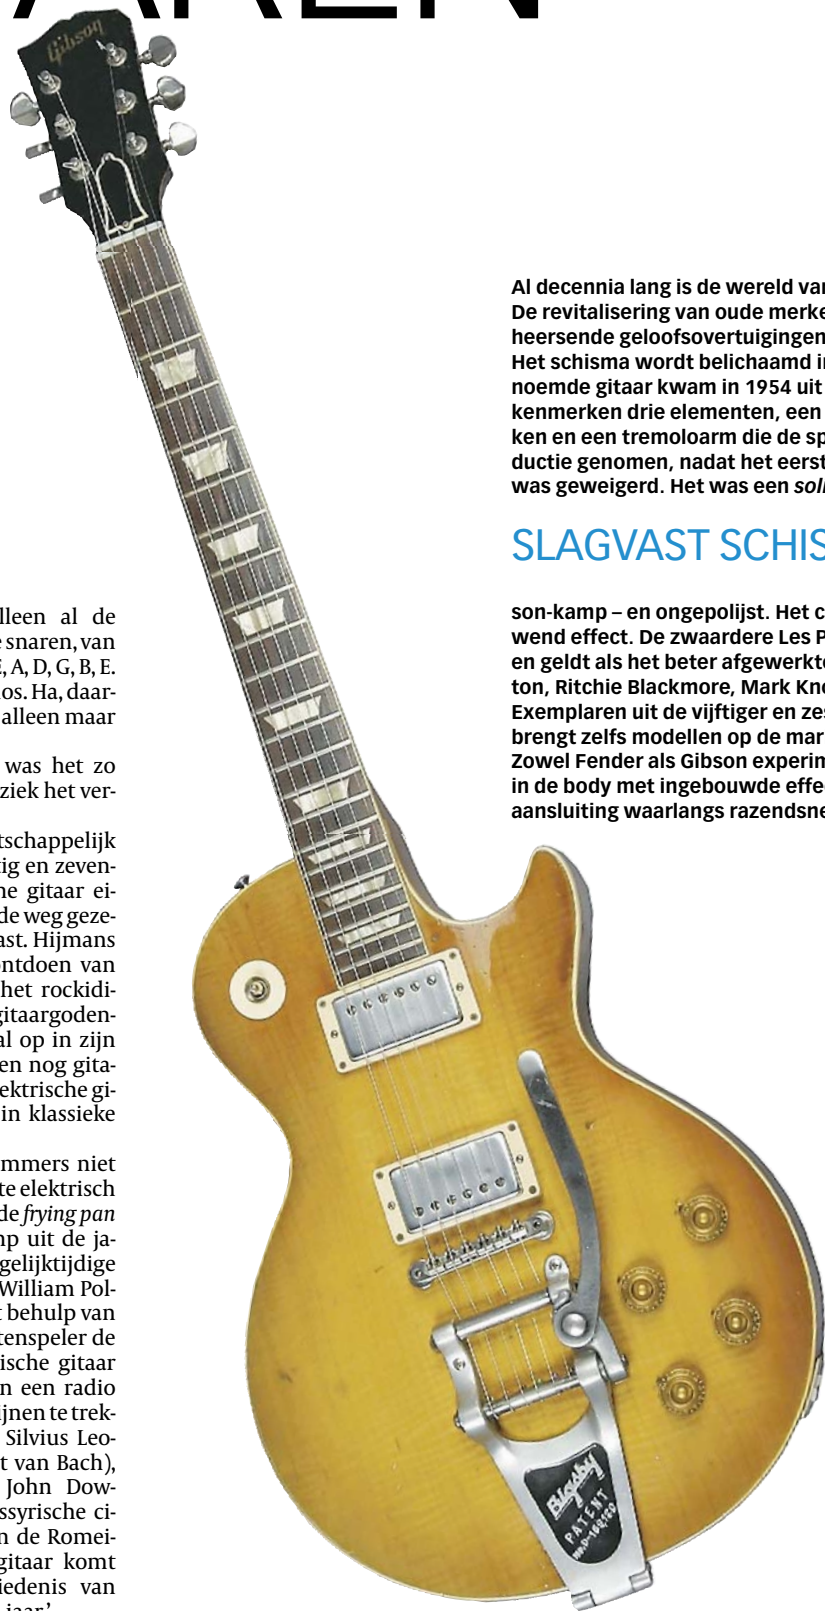 AREN
Gibson
Al decennia lang is de wereld va
De revitalisering van oude merke
heersende geloofsovertuigingen
Het schisma wordt belichaamd i
noemde gitaar kwam in 1954 uit
kenmerken drie elementen, een
ken en een tremoloarm die de sp
ductie genomen, nadat het eerst
was geweigerd. Het was een soli
SLAGVAST SCHIS
son-kamp – en ongepolijst. Het c
wend effect. De zwaardere Les P
en geldt als het beter afgewerkte
ton, Ritchie Blackmore, Mark Kno
Exemplaren uit de vijftiger en zes
brengt zelfs modellen op de mar
Zowel Fender als Gibson experim
in de body met ingebouwde effe
aansluiting waarlangs razendsne
lleen al de
e snaren, van
E, A, D, G, B, E.
os. Ha, daar-
alleen maar
was het zo
ziek het ver-
tschappelijk
tig en zeven-
ne gitaar ei-
de weg geze-
ast. Hijmans
ontdoen van
het rockidi-
gitaargoden-
al op in zijn
en nog gita-
ektrische gi-
in klassieke
mmers niet
te elektrisch
de frying pan
mp uit de ja-
gelijktijdige
William Pol-
t behulp van
tenspeler de
ische gitaar
n een radio
ijnen te trek-
Silvius Leo-
t van Bach),
John Dow-
ssyrische ci-
n de Romei-
gitaar komt
iedenis van
jaar.'
Bigsby
PATENT